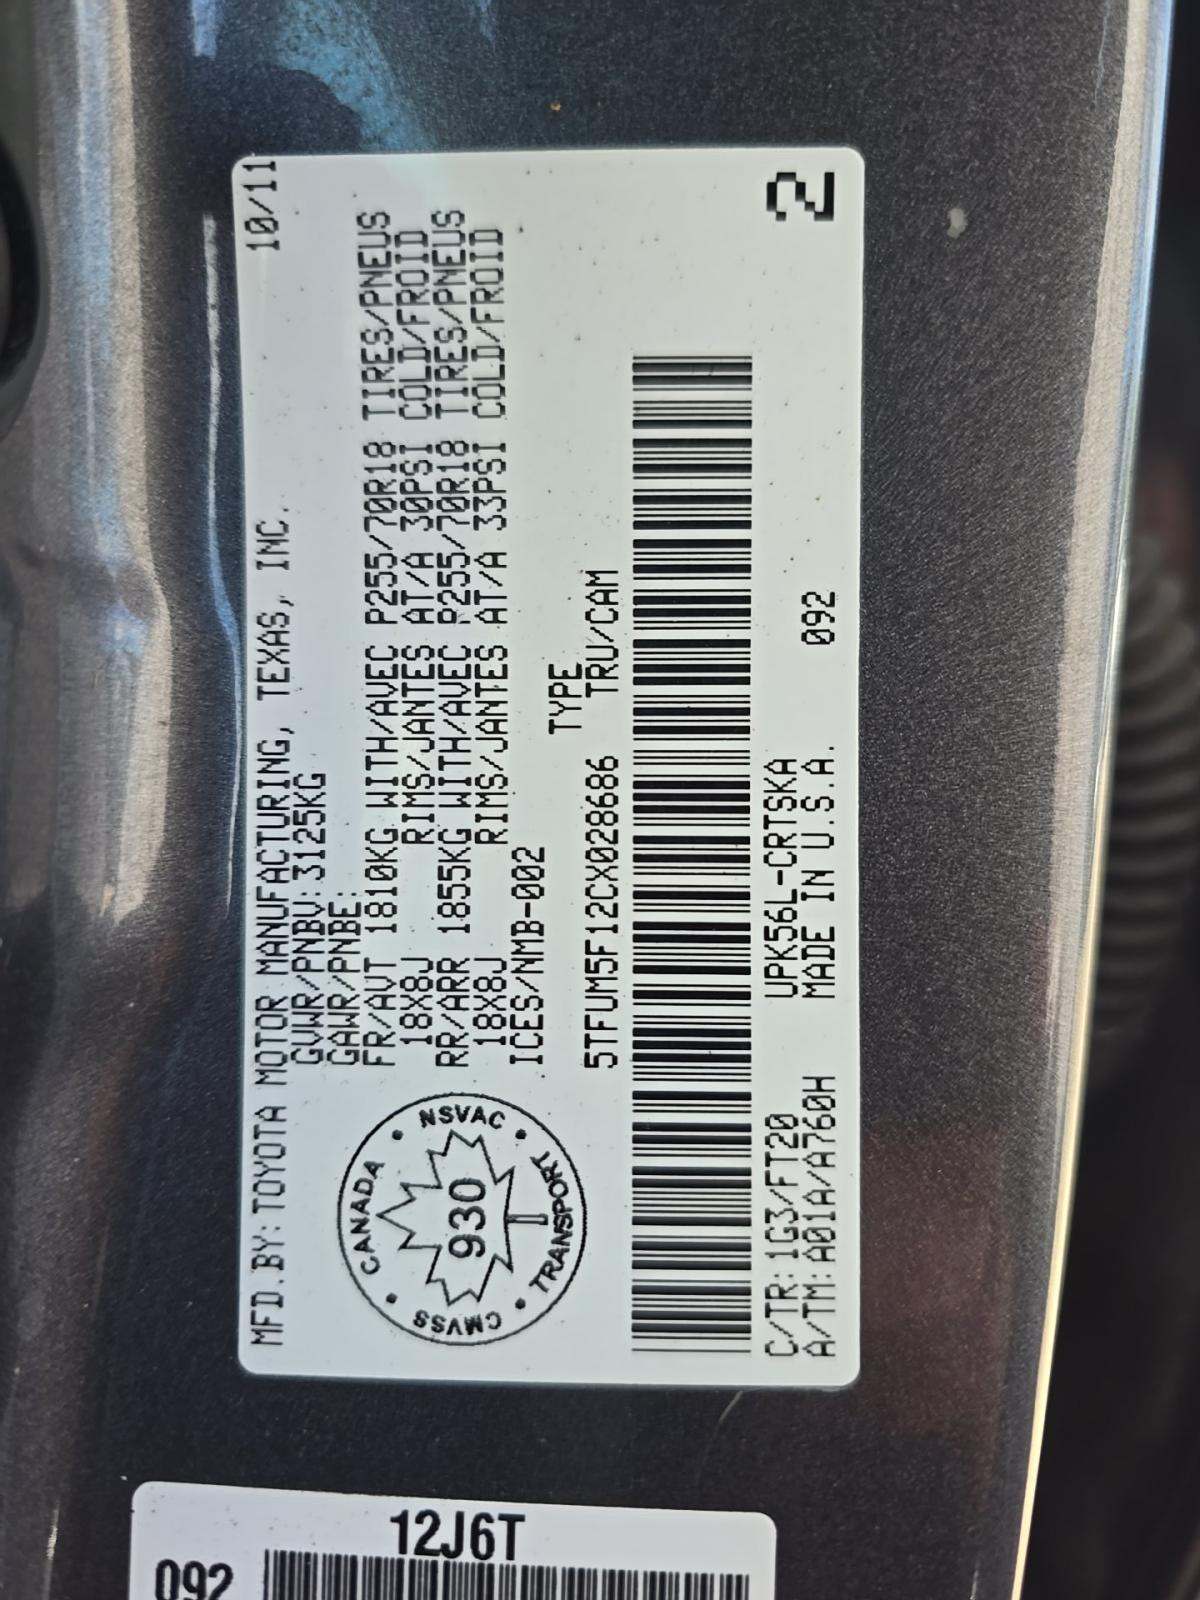 MFD.BY:TOYOTA MOTOR MANUFACTURING, TEXAS, INC. 10/11
GVWR/PNBV:3125KG
GAWR/PNBE:
FR/AVT 1810KG WITH/AVEC P255/70R18 TIRES/PNEUS
18X8J RIMS/JANTES AT/A 30PSI COLD/FROID
RR/ARR 1855KG WITH/AVEC P255/70R18 TIRES/PNEUS
18X8J RIMS/JANTES AT/A 33PSI COLD/FROID
ICES/NMB-002
TYPE
5TFUM5F12CX028686 TRU/CAM
CANADA
NSVAC
TRANSPORT
CMVSS
930
C/TR: 1G3/FT20 UPK56L-CRTSKA
A/TM: A01A/A760H MADE IN U.S.A. 092
2
12J6T
092